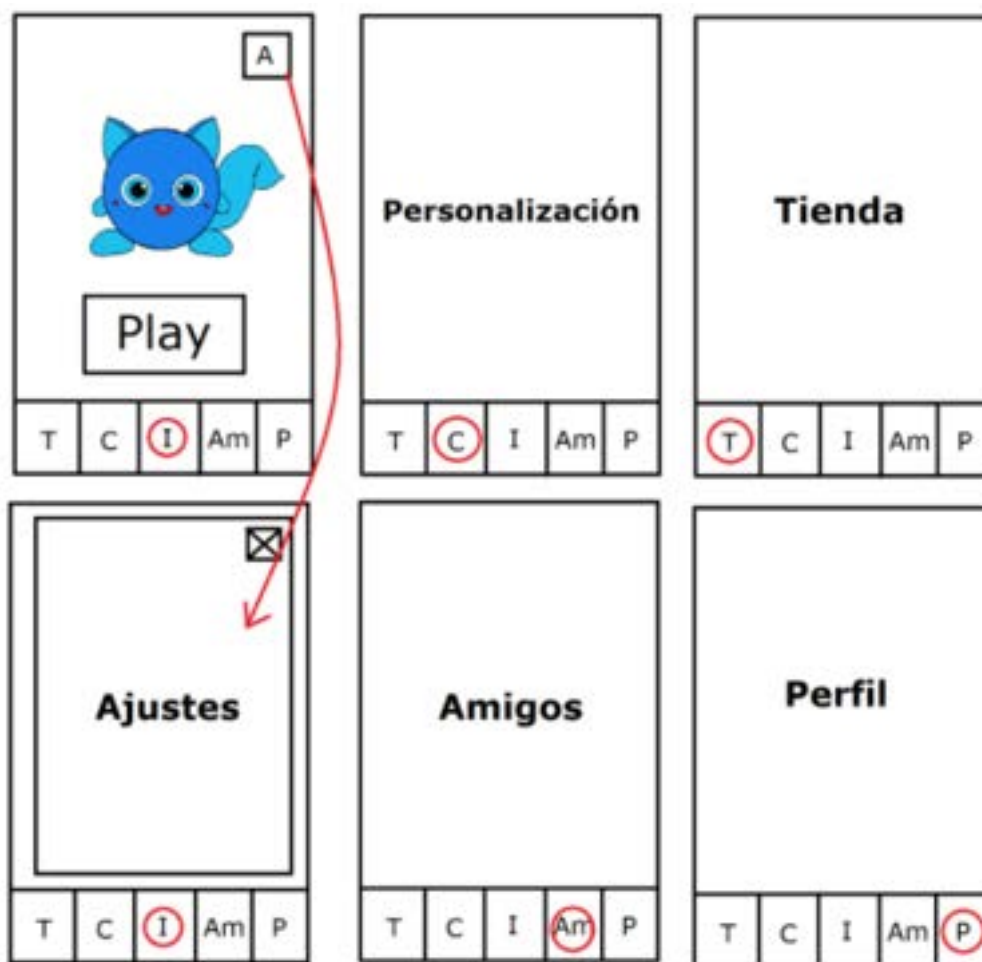 A
Play
T C I Am P
Personalización
T C I Am P
Tienda
T C I Am P
Ajustes
T C I Am P
Amigos
T C I Am P
Perfil
T C I Am P